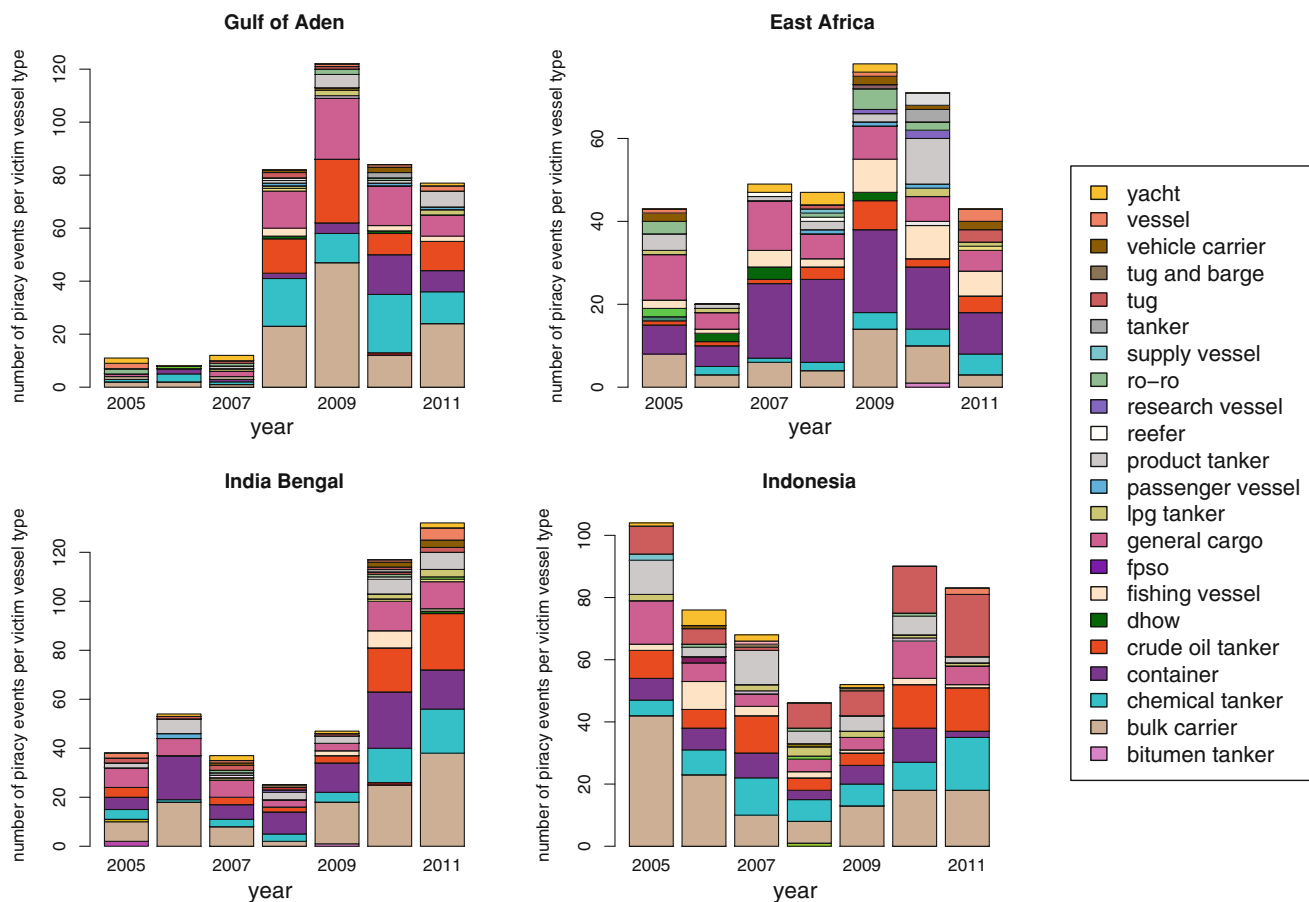 Gulf of Aden
number of piracy events per victim vessel type
0 20 40 60 80 100 120
2005 2007 2009 2011
year
East Africa
number of piracy events per victim vessel type
0 20 40 60
2005 2007 2009 2011
year
India Bengal
number of piracy events per victim vessel type
0 20 40 60 80 100 120
2005 2007 2009 2011
year
Indonesia
number of piracy events per victim vessel type
0 20 40 60 80 100
2005 2007 2009 2011
year
yacht
vessel
vehicle carrier
tug and barge
tug
tanker
supply vessel
ro−ro
research vessel
reefer
product tanker
passenger vessel
lpg tanker
general cargo
fpso
fishing vessel
dhow
crude oil tanker
container
chemical tanker
bulk carrier
bitumen tanker